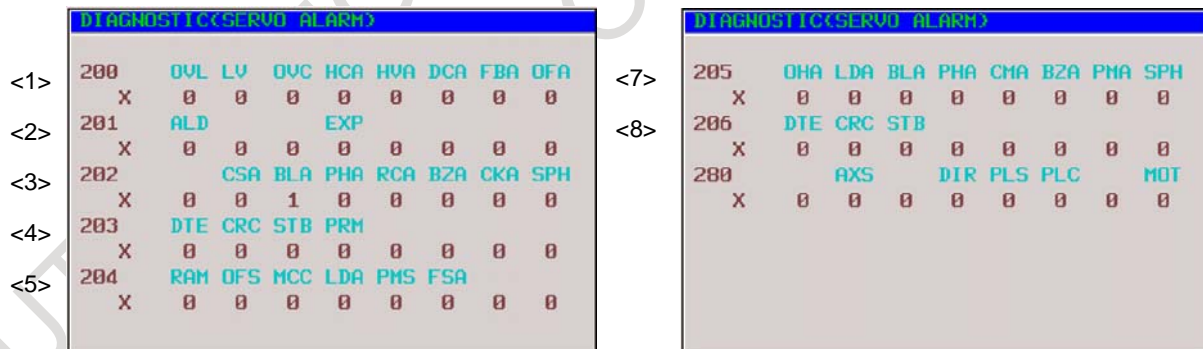 DIAGNOSTIC(SERVO ALARM)
<1> 200 OVL LV OVC HCA HVA DCA FBA OFA
X 0 0 0 0 0 0 0 0
<2> 201 ALD EXP
X 0 0 0 0 0 0 0 0
<3> 202 CSA BLA PHA RCA BZA CKA SPH
X 0 0 1 0 0 0 0 0
<4> 203 DTE CRC STB PRM
X 0 0 0 0 0 0 0 0
<5> 204 RAM OFS MCC LDA PMS FSA
X 0 0 0 0 0 0 0 0
DIAGNOSTIC(SERVO ALARM)
<7> 205 OHA LDA BLA PHA CMA BZA PMA SPH
X 0 0 0 0 0 0 0 0
<8> 206 DTE CRC STB
X 0 0 0 0 0 0 0 0
280 AXS DIR PLS PLC MOT
X 0 0 0 0 0 0 0 0